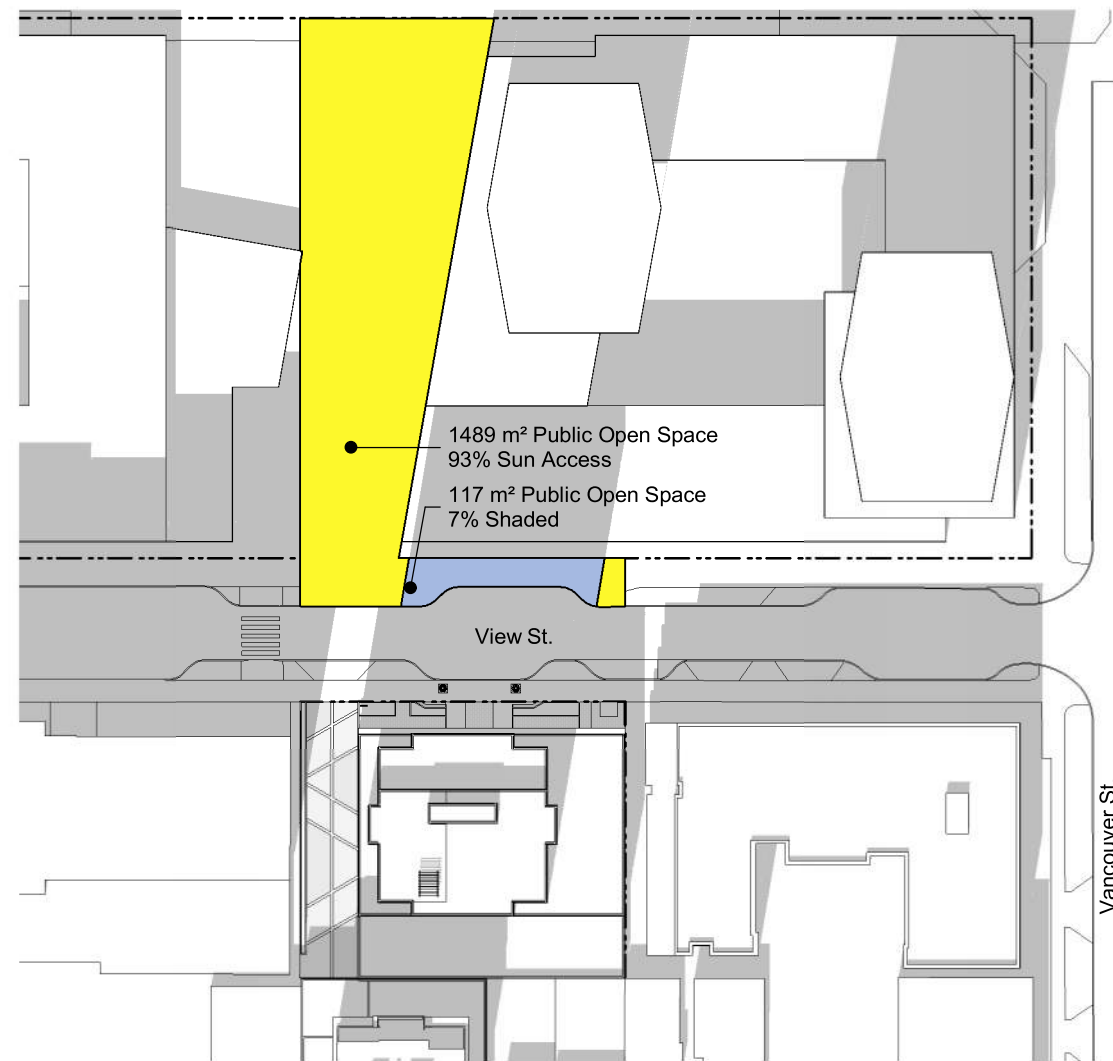 1489 m² Public Open Space
93% Sun Access
117 m² Public Open Space
7% Shaded
View St.
Vancouver St.